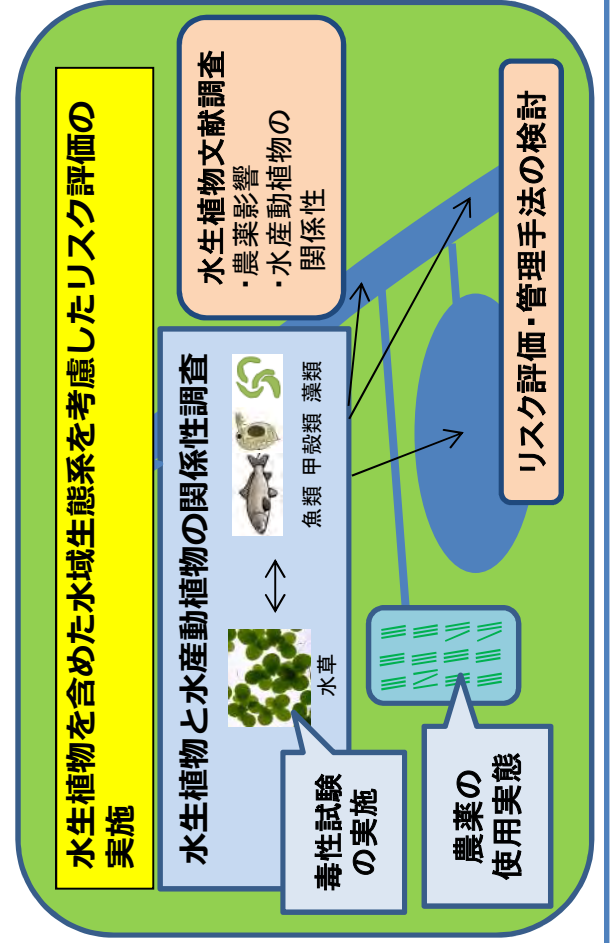 水生植物を含めた水域生態系を考慮したリスク評価の
実施
水生植物と水産動植物の関係性調査
水草
魚類 甲殻類 藻類
水生植物文献調査
・農薬影響
・水産動植物の
関係性
毒性試験
の実施
農薬の
使用実態
リスク評価・管理手法の検討